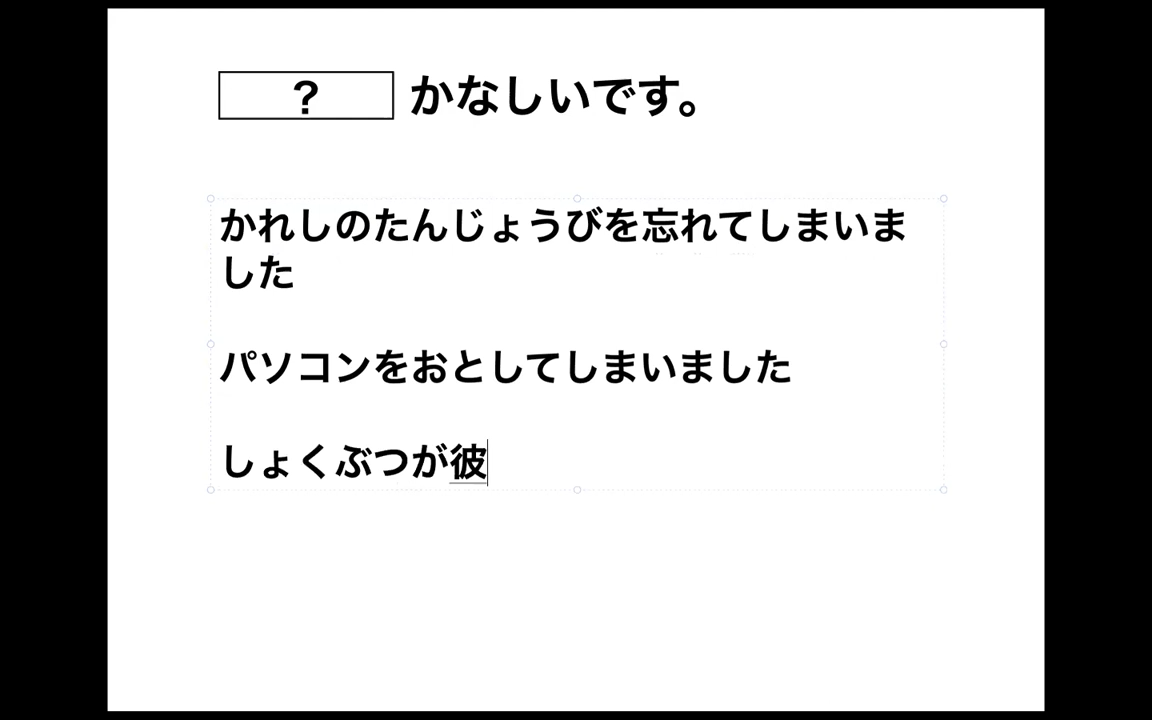 ? かなしいです。
かれしのたんじょうびを忘れてしまいま
した
パソコンをおとしてしまいました
しょくぶつが彼